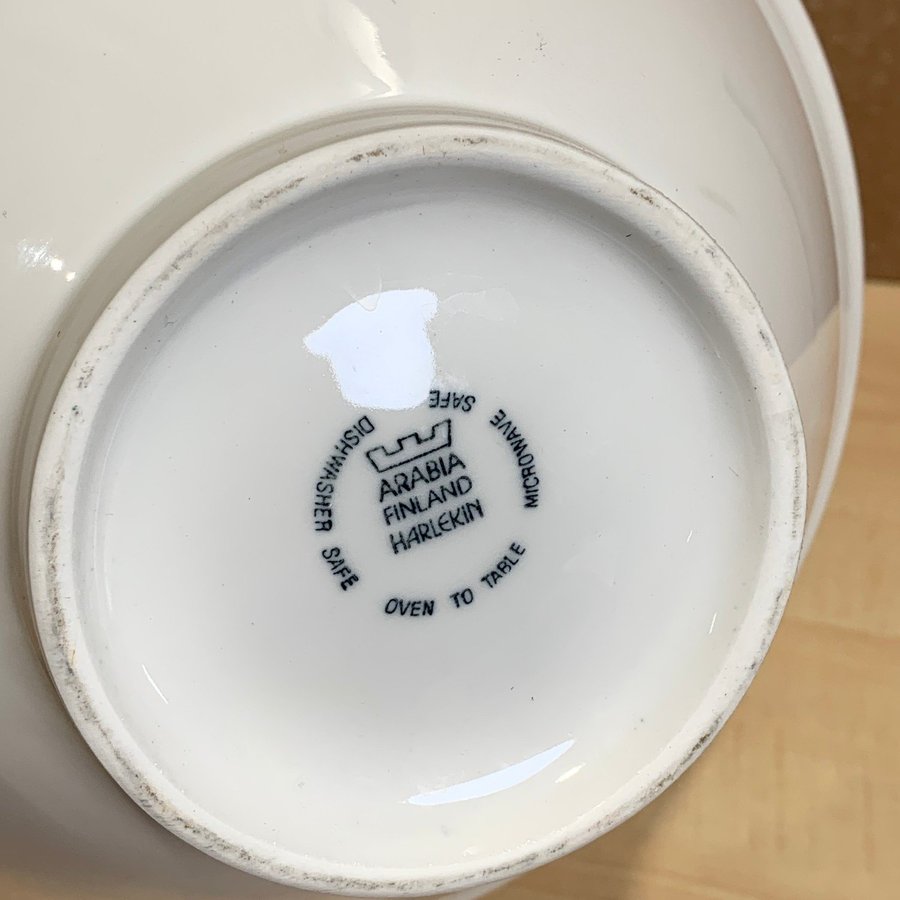 ARABIA
FINLAND
HARLEKIN
DISHWASHER SAFE
OVEN TO TABLE
MICROWAVE SAFE